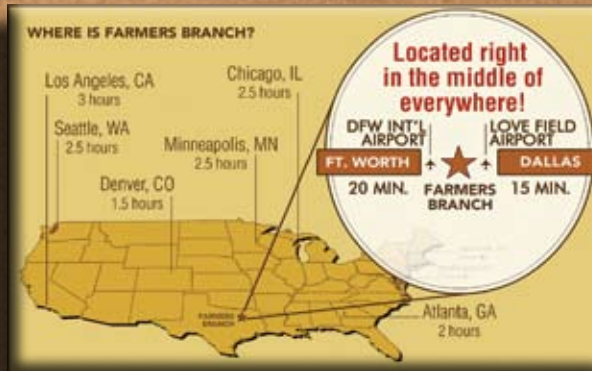 WHERE IS FARMERS BRANCH?
Los Angeles, CA
3 hours
Seattle, WA
2.5 hours
Denver, CO
1.5 hours
Minneapolis, MN
2.5 hours
Chicago, IL
2.5 hours
Located right
in the middle of
everywhere!
DFW INT'L
AIRPORT
LOVE FIELD
AIRPORT
FT. WORTH
DALLAS
20 MIN.
FARMERS
BRANCH
15 MIN.
FARMERS
BRANCH
Atlanta, GA
2 hours